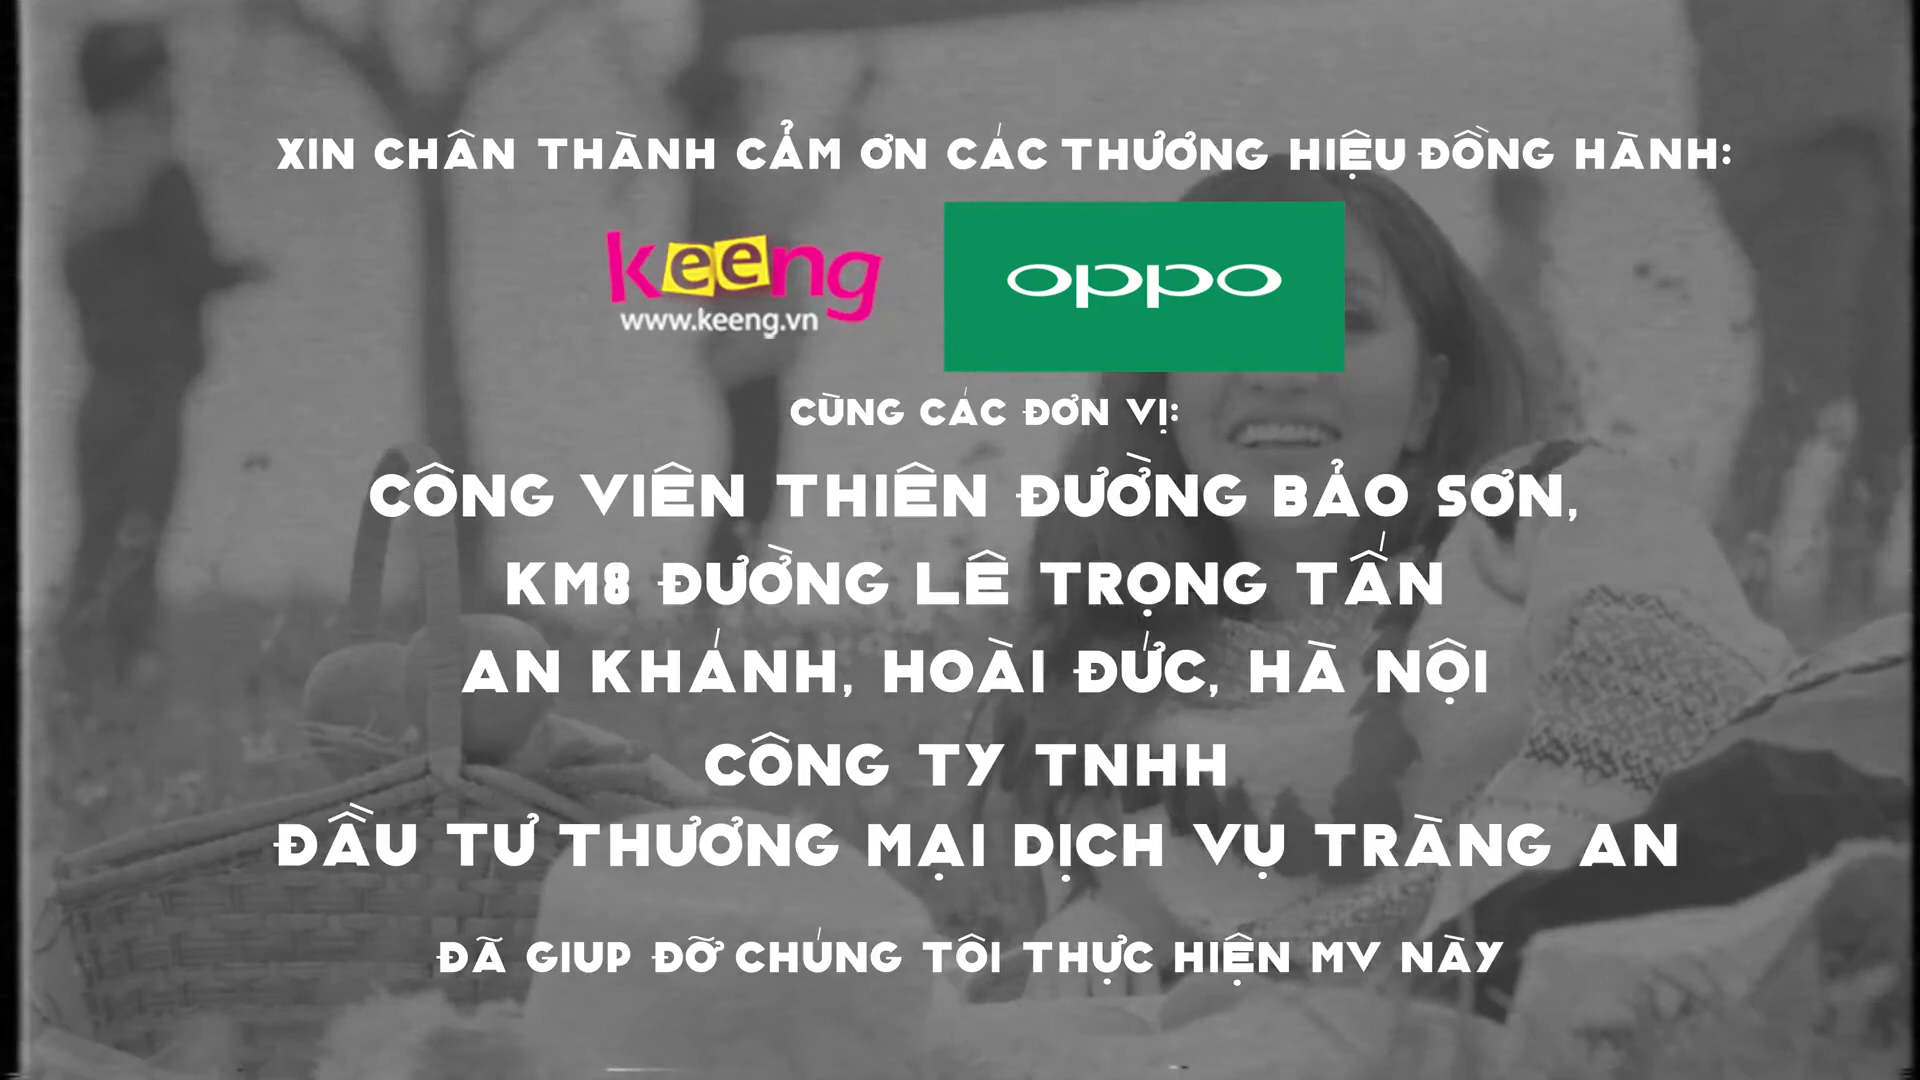 XIN CHÂN THÀNH CẢM ƠN CÁC THƯƠNG HIỆU ĐỒNG HÀNH:
keeng
www.keeng.vn
oppo
CÙNG CÁC ĐƠN VỊ:
CÔNG VIÊN THIÊN ĐƯỜNG BẢO SƠN,
KM8 ĐƯỜNG LÊ TRỌNG TẤN
AN KHÁNH, HOÀI ĐỨC, HÀ NỘI
CÔNG TY TNHH
ĐẦU TƯ THƯƠNG MẠI DỊCH VỤ TRÀNG AN
ĐÃ GIUP ĐỠ CHÚNG TÔI THỰC HIỆN MV NÀY